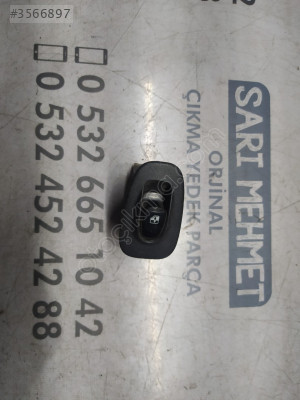 #3566897
SARI MEHMET
ORJİNAL
ÇIKMA YEDEK PARÇA
0 532 665 10 42
0 532 452 42 88